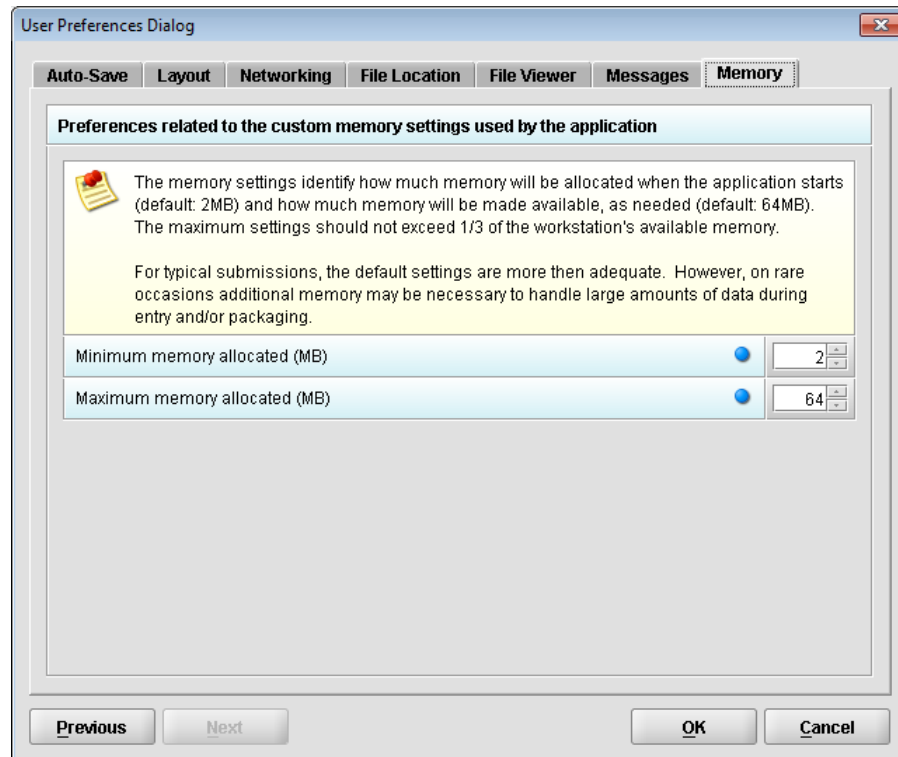 User Preferences Dialog
Auto-Save Layout Networking File Location File Viewer Messages Memory
Preferences related to the custom memory settings used by the application
The memory settings identify how much memory will be allocated when the application starts
(default: 2MB) and how much memory will be made available, as needed (default: 64MB).
The maximum settings should not exceed 1/3 of the workstation's available memory.
For typical submissions, the default settings are more then adequate. However, on rare
occasions additional memory may be necessary to handle large amounts of data during
entry and/or packaging.
Minimum memory allocated (MB) 2
Maximum memory allocated (MB) 64
Previous Next OK Cancel